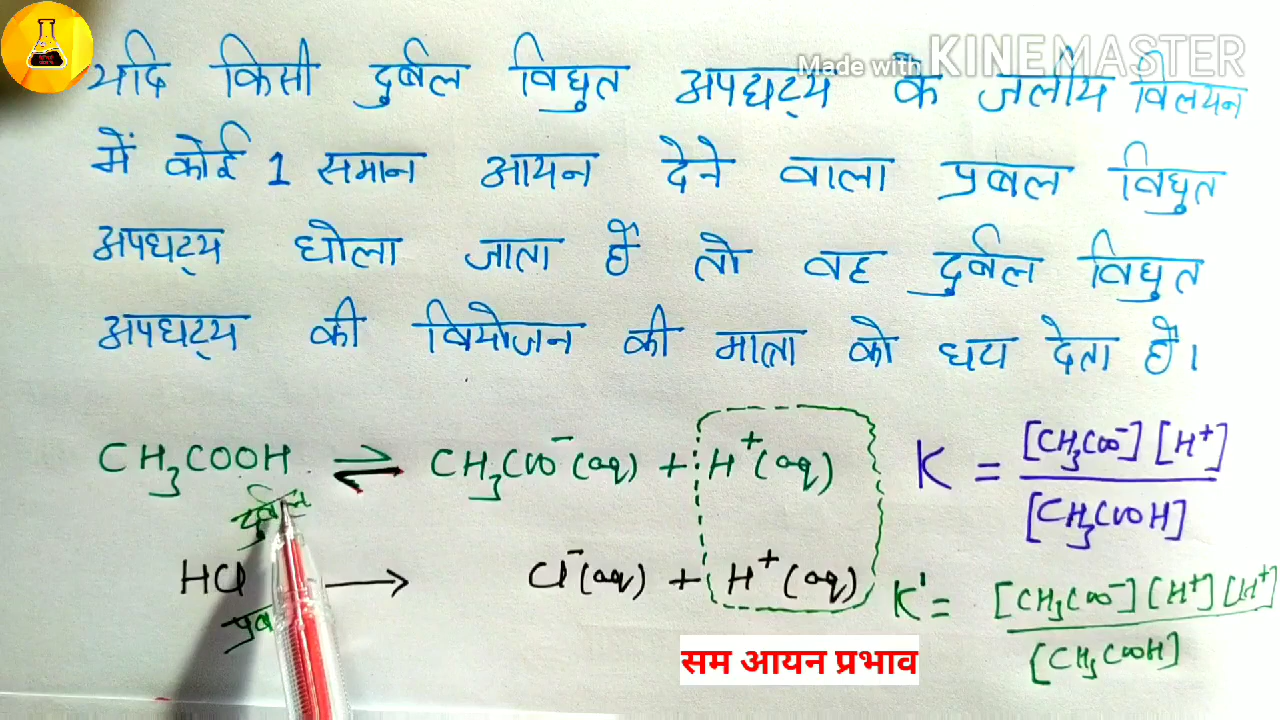 Made with KINEMASTER
यदि किसी दुर्बल विधुत अपघट्य के जलीय विलयन
में कोई 1 समान आयन देने वाला प्रबल विधुत
अपघट्य घोला जाता है तो वह दुर्बल विधुत
अपघट्य की वियोजन की मात्रा को घटा देता है।
CH₃COOH ⇌ CH₃COO⁻(aq) + H⁺(aq) K = [CH₃COO⁻][H⁺] / [CH₃COOH]
दुर्बल
HCl → Cl⁻(aq) + H⁺(aq) K' = [CH₃COO⁻][H⁺][H⁺] / [CH₃COOH]
सम आयन प्रभाव